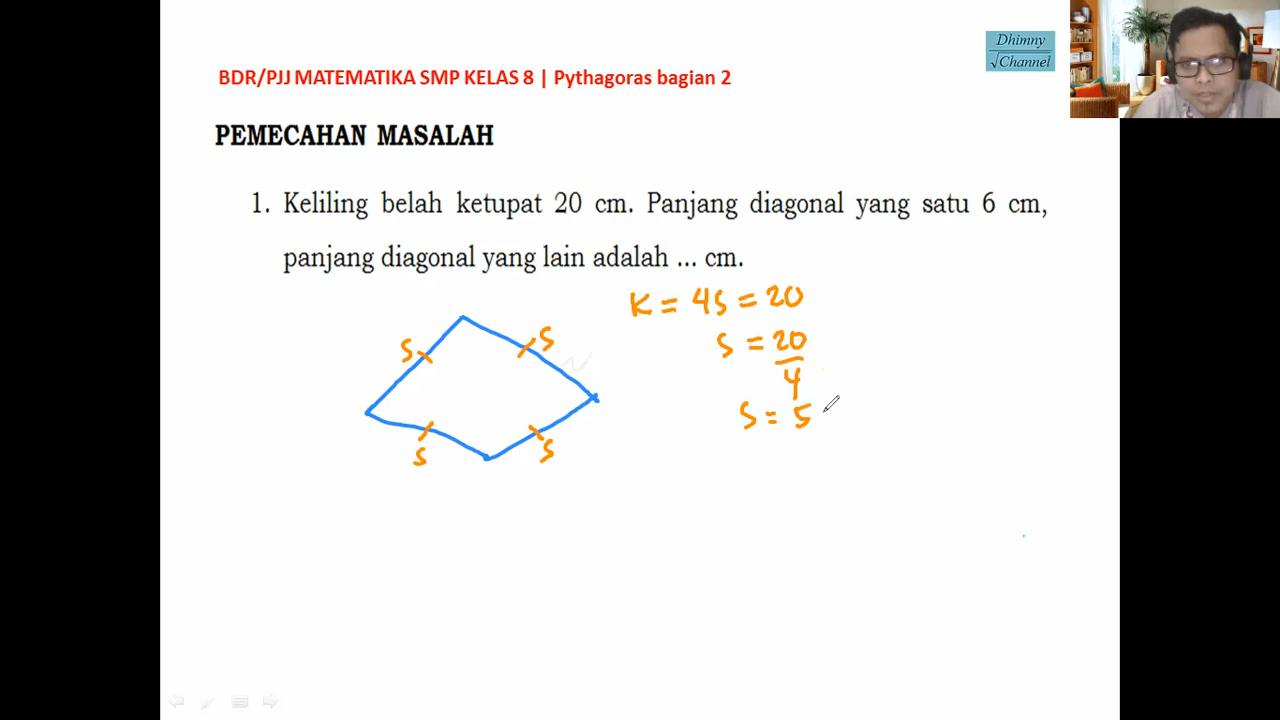 Dhimny
√Channel
BDR/PJJ MATEMATIKA SMP KELAS 8 | Pythagoras bagian 2
PEMECAHAN MASALAH
1. Keliling belah ketupat 20 cm. Panjang diagonal yang satu 6 cm,
panjang diagonal yang lain adalah ... cm.
K = 4s = 20
s = 20
4
s = 5
s
s
s
s